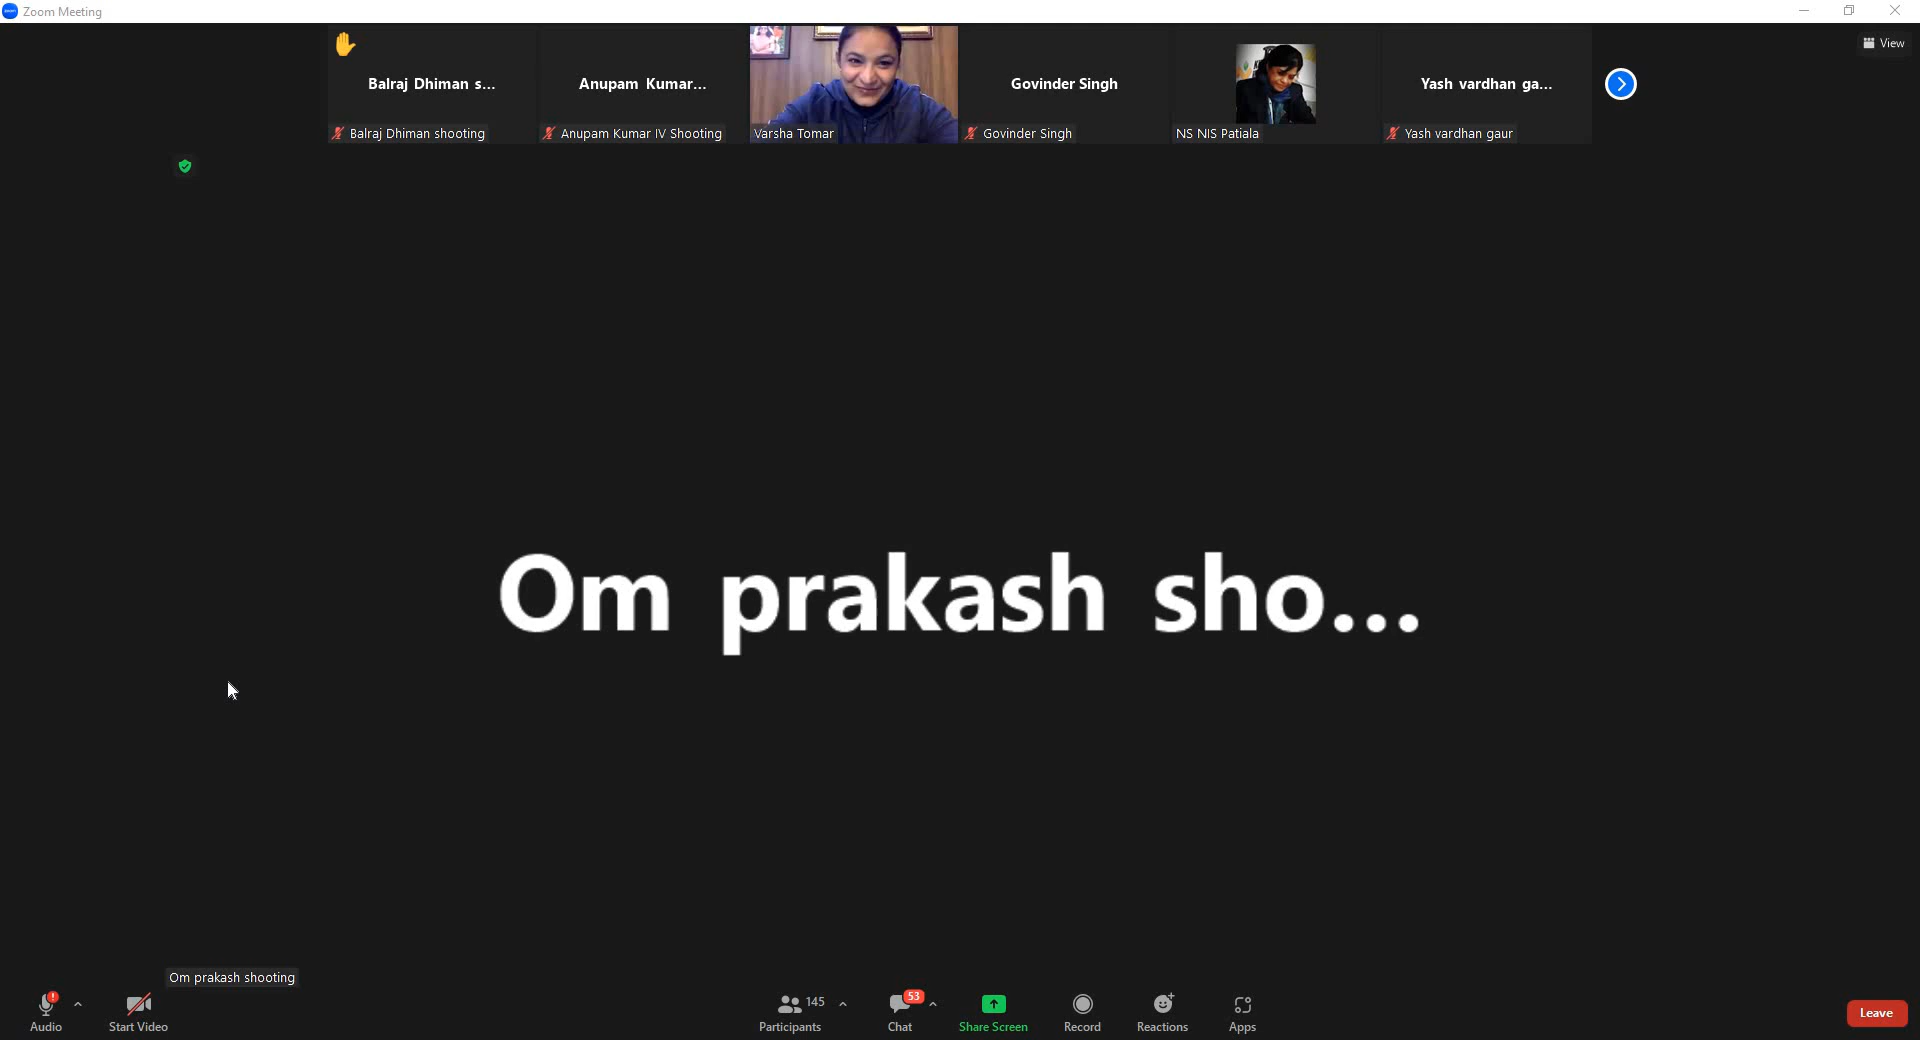 Zoom Meeting
View
Balraj Dhiman s...
Anupam Kumar...
Govinder Singh
Yash vardhan ga...
Balraj Dhiman shooting
Anupam Kumar IV Shooting
Varsha Tomar
Govinder Singh
NS NIS Patiala
Yash vardhan gaur
Om prakash sho...
Om prakash shooting
145
53
Audio
Start Video
Participants
Chat
Share Screen
Record
Reactions
Apps
Leave